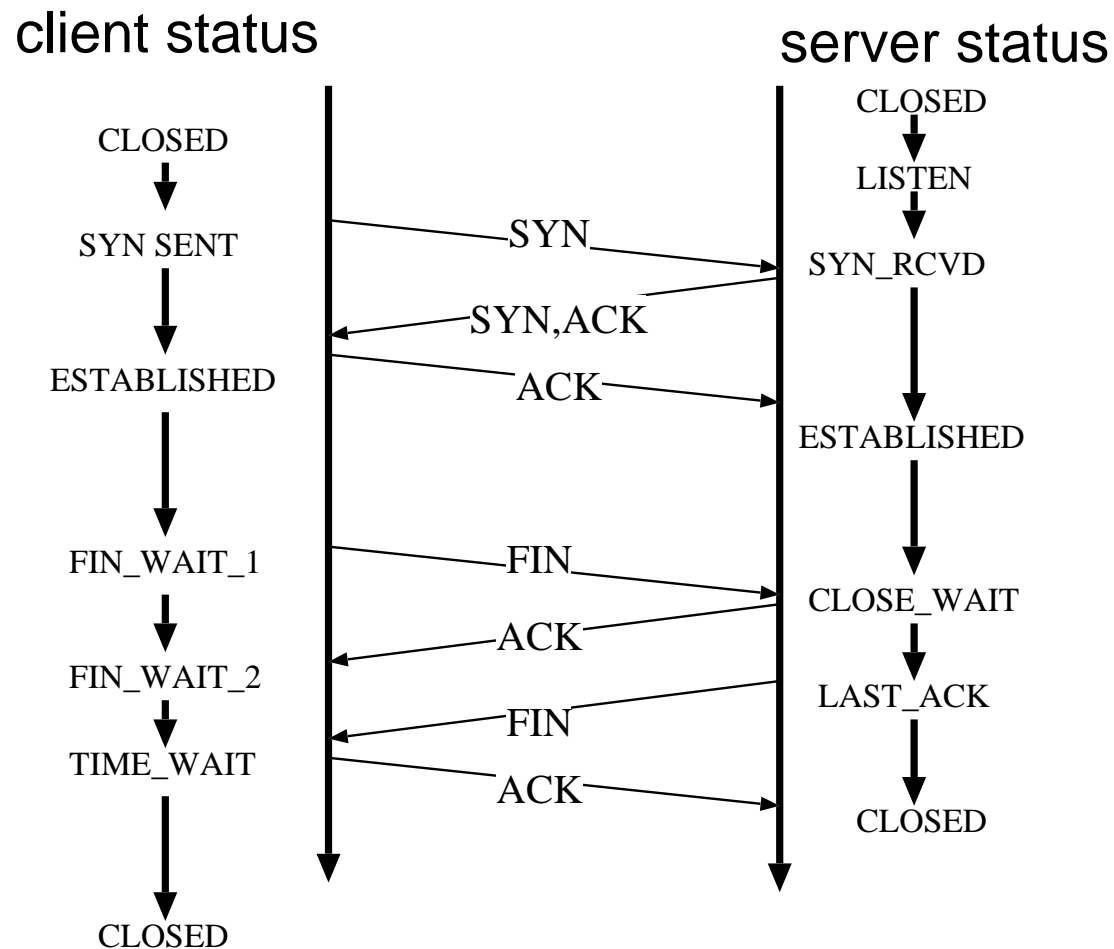 client status
server status
CLOSED
CLOSED
LISTEN
SYN SENT
SYN
SYN_RCVD
SYN,ACK
ESTABLISHED
ACK
ESTABLISHED
FIN_WAIT_1
FIN
CLOSE_WAIT
ACK
FIN_WAIT_2
LAST_ACK
FIN
TIME_WAIT
ACK
CLOSED
CLOSED